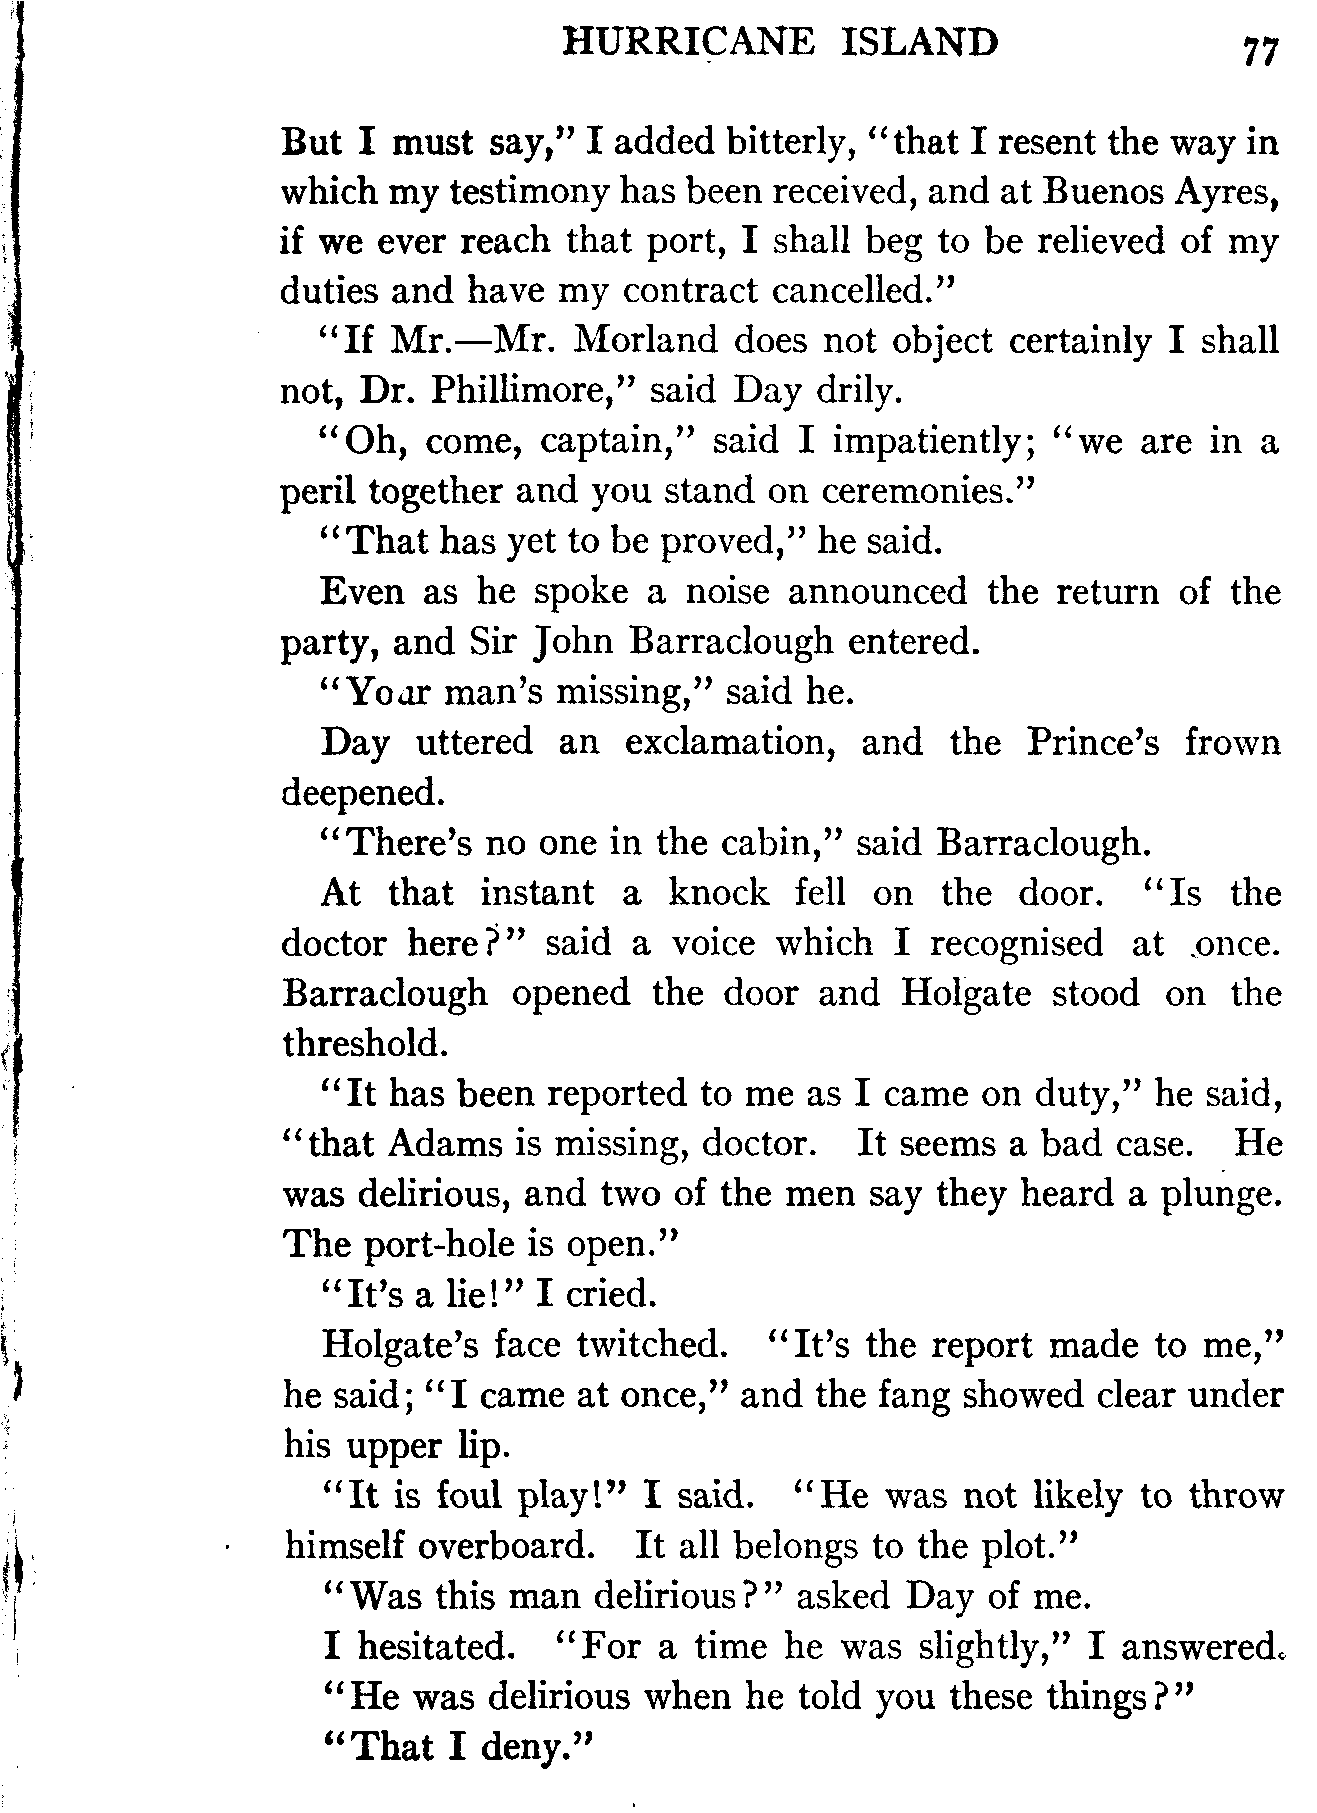 HURRICANE ISLAND 77
But I must say,” I added bitterly, “that I resent the way in
which my testimony has been received, and at Buenos Ayres,
if we ever reach that port, I shall beg to be relieved of my
duties and have my contract cancelled.”
“If Mr.—Mr. Morland does not object certainly I shall
not, Dr. Phillimore,” said Day drily.
“Oh, come, captain,” said I impatiently; “we are in a
peril together and you stand on ceremonies.”
“That has yet to be proved,” he said.
Even as he spoke a noise announced the return of the
party, and Sir John Barraclough entered.
“Your man’s missing,” said he.
Day uttered an exclamation, and the Prince’s frown
deepened.
“There’s no one in the cabin,” said Barraclough.
At that instant a knock fell on the door. “Is the
doctor here?” said a voice which I recognised at once.
Barraclough opened the door and Holgate stood on the
threshold.
“It has been reported to me as I came on duty,” he said,
“that Adams is missing, doctor. It seems a bad case. He
was delirious, and two of the men say they heard a plunge.
The port-hole is open.”
“It’s a lie!” I cried.
Holgate’s face twitched. “It’s the report made to me,”
he said; “I came at once,” and the fang showed clear under
his upper lip.
“It is foul play!” I said. “He was not likely to throw
himself overboard. It all belongs to the plot.”
“Was this man delirious?” asked Day of me.
I hesitated. “For a time he was slightly,” I answered.
“He was delirious when he told you these things?”
“That I deny.”